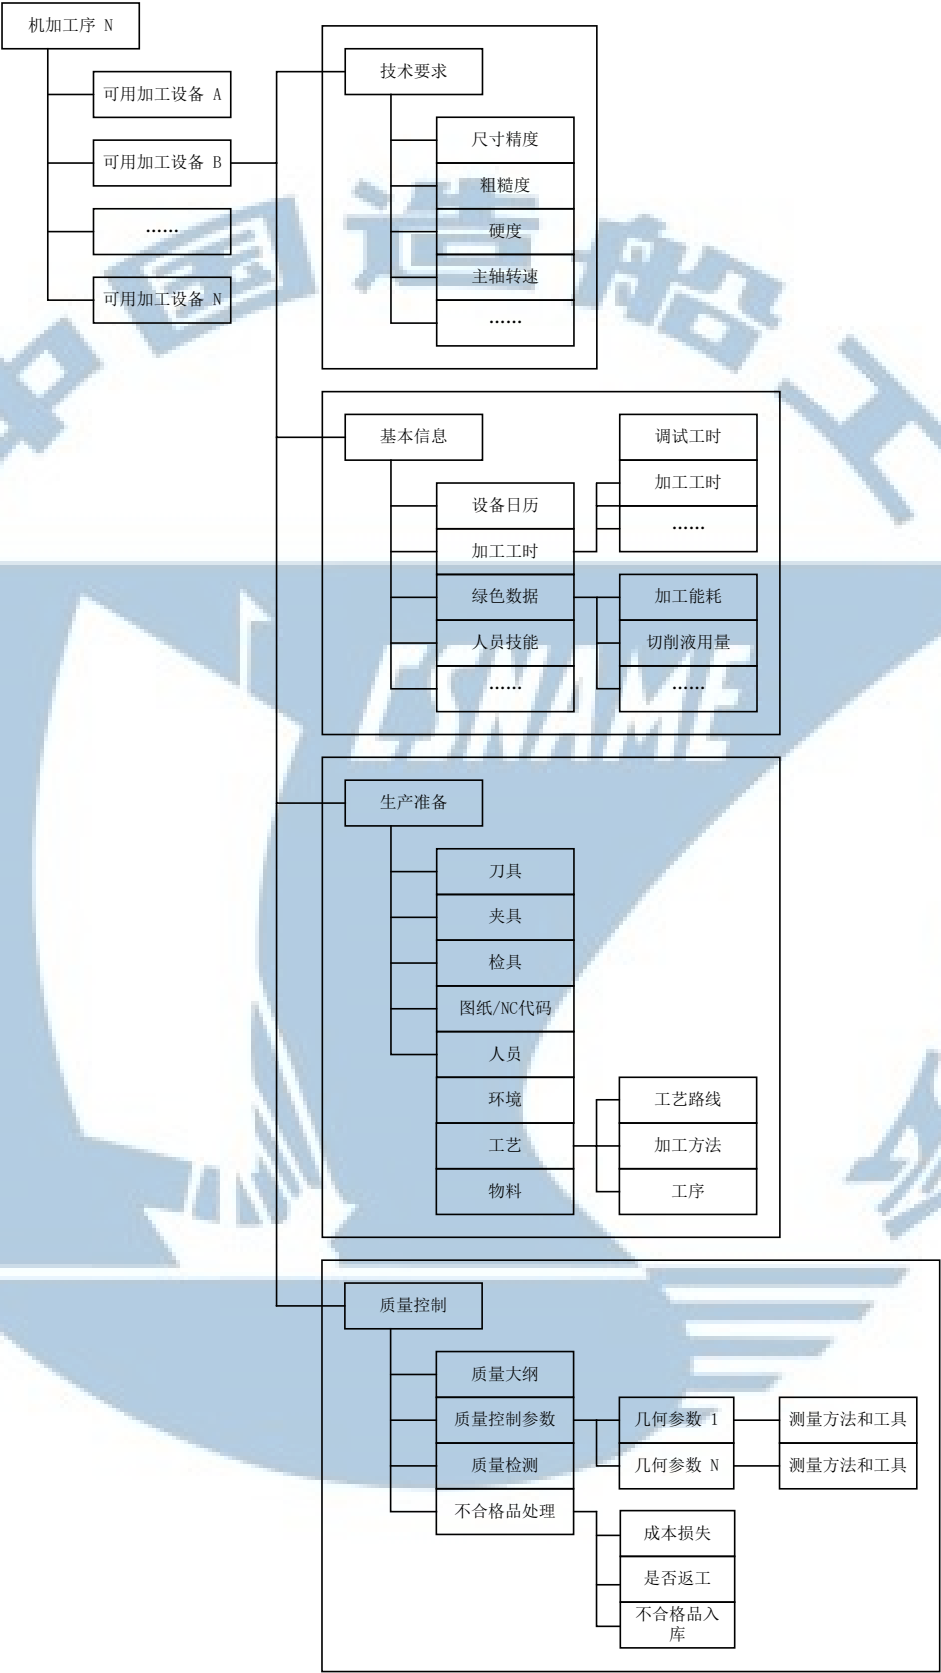 机加工序 N
可用加工设备 A
可用加工设备 B
……
可用加工设备 N
技术要求
尺寸精度
粗糙度
硬度
主轴转速
……
基本信息
设备日历
加工工时
绿色数据
人员技能
……
调试工时
加工工时
……
加工能耗
切削液用量
……
生产准备
刀具
夹具
检具
图纸/NC代码
人员
环境
工艺
物料
工艺路线
加工方法
工序
质量控制
质量大纲
质量控制参数
质量检测
不合格品处理
几何参数 1
测量方法和工具
几何参数 N
测量方法和工具
成本损失
是否返工
不合格品入
库
中国造船工
CSNAME